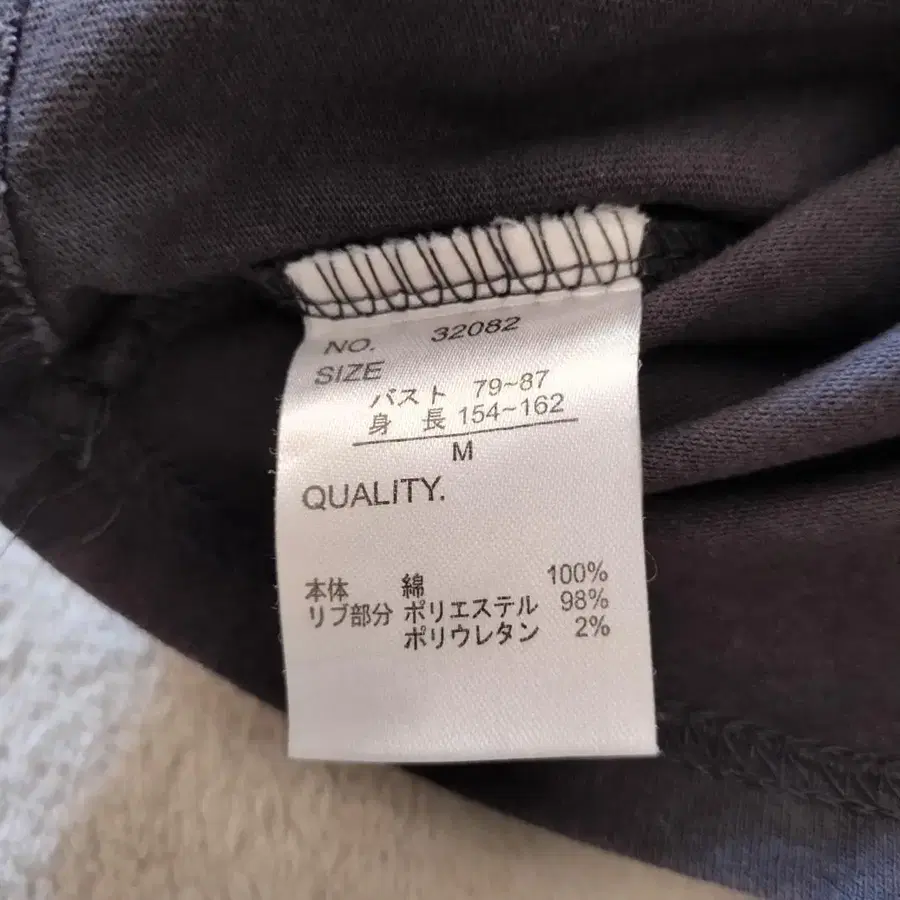 NO. 32082
SIZE
バスト 79~87
身 長 154~162
M
QUALITY.
本体 綿 100%
リブ部分 ポリエステル 98%
ポリウレタン 2%